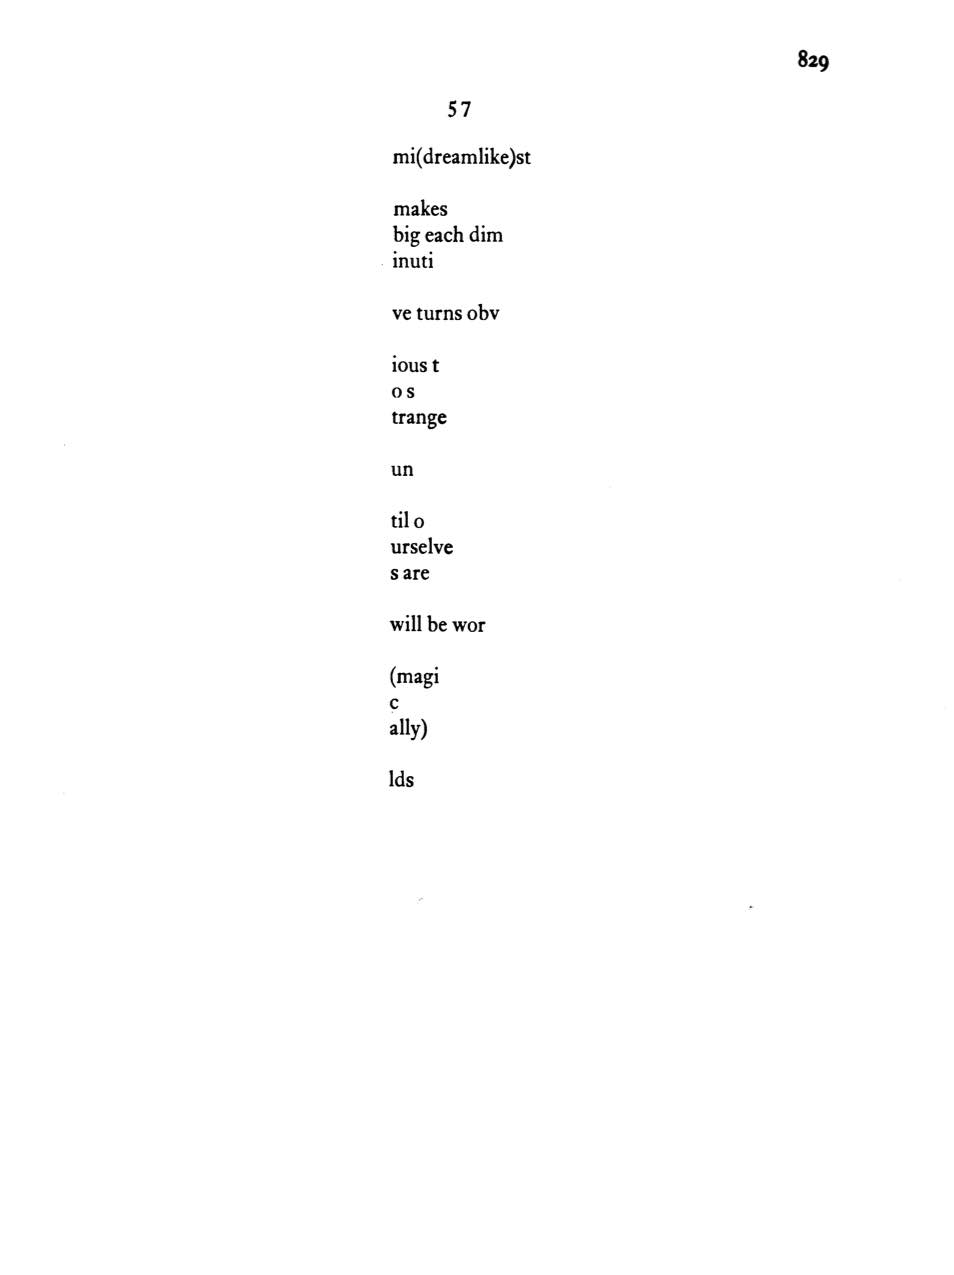 829
57
mi(dreamlike)st
makes
big each dim
inuti
ve turns obv
ious t
o s
trange
un
til o
urselve
s are
will be wor
(magi
c
ally)
lds